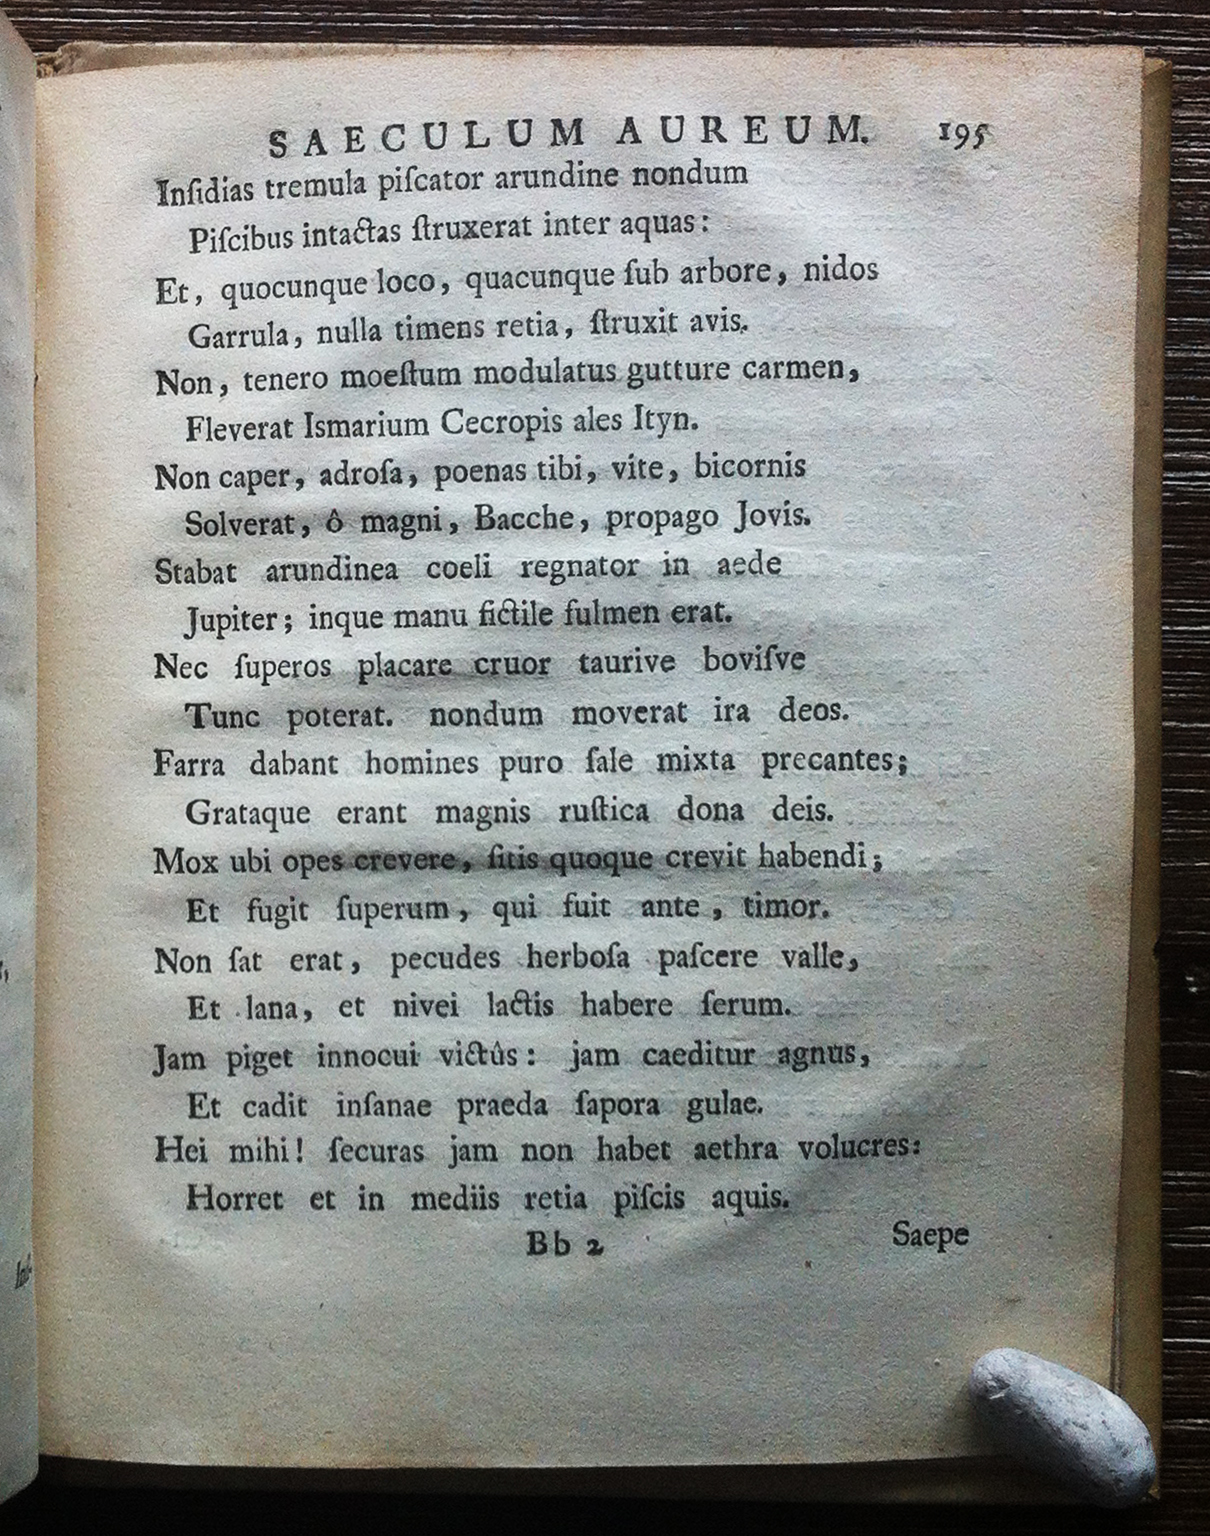 SAECULUM AUREUM. 195
Inſidias tremula piſcator arundine nondum
Piſcibus intactas ſtruxerat inter aquas:
Et, quocunque loco, quacunque ſub arbore, nidos
Garrula, nulla timens retia, ſtruxit avis.
Non, tenero moeſtum modulatus gutture carmen,
Fleverat Ismarium Cecropis ales Ityn.
Non caper, adroſa, poenas tibi, vite, bicornis
Solverat, ô magni, Bacche, propago Jovis.
Stabat arundinea coeli regnator in aede
Jupiter; inque manu fictile fulmen erat.
Nec ſuperos placare cruor taurive boviſve
Tunc poterat. nondum moverat ira deos.
Farra dabant homines puro ſale mixta precantes;
Grataque erant magnis ruſtica dona deis.
Mox ubi opes crevere, ſitis quoque crevit habendi;
Et fugit ſuperum, qui fuit ante, timor.
Non ſat erat, pecudes herboſa paſcere valle,
Et lana, et nivei lactis habere ſerum.
Jam piget innocui victûs: jam caeditur agnus,
Et cadit inſanae praeda ſapora gulae.
Hei mihi! ſecuras jam non habet aethra volucres:
Horret et in mediis retia piſcis aquis.
Bb 2 Saepe